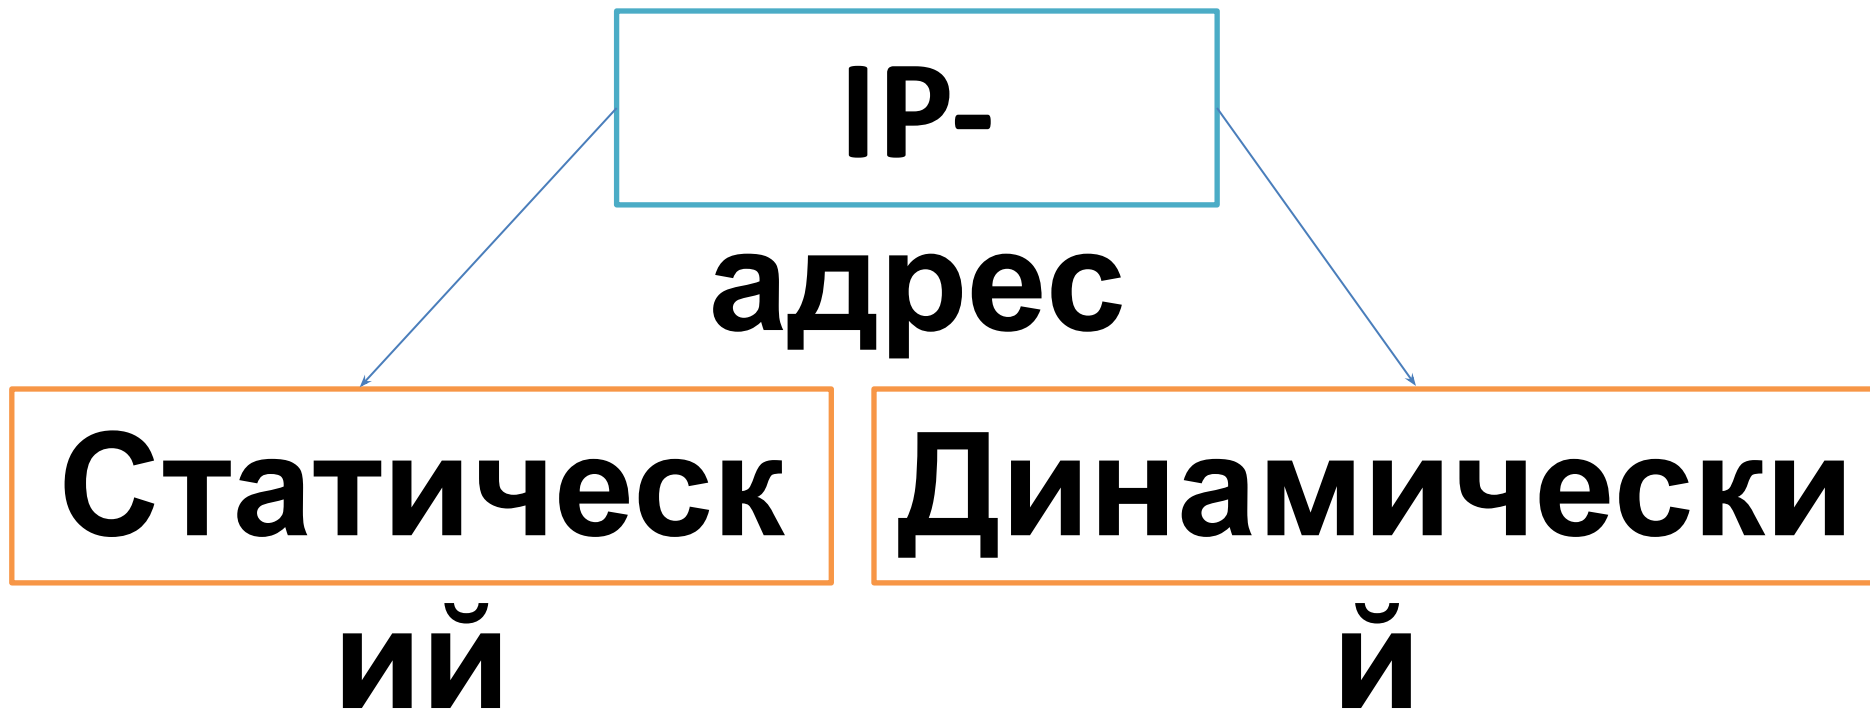 IP-
адрес
Статическ
ий
Динамически
й